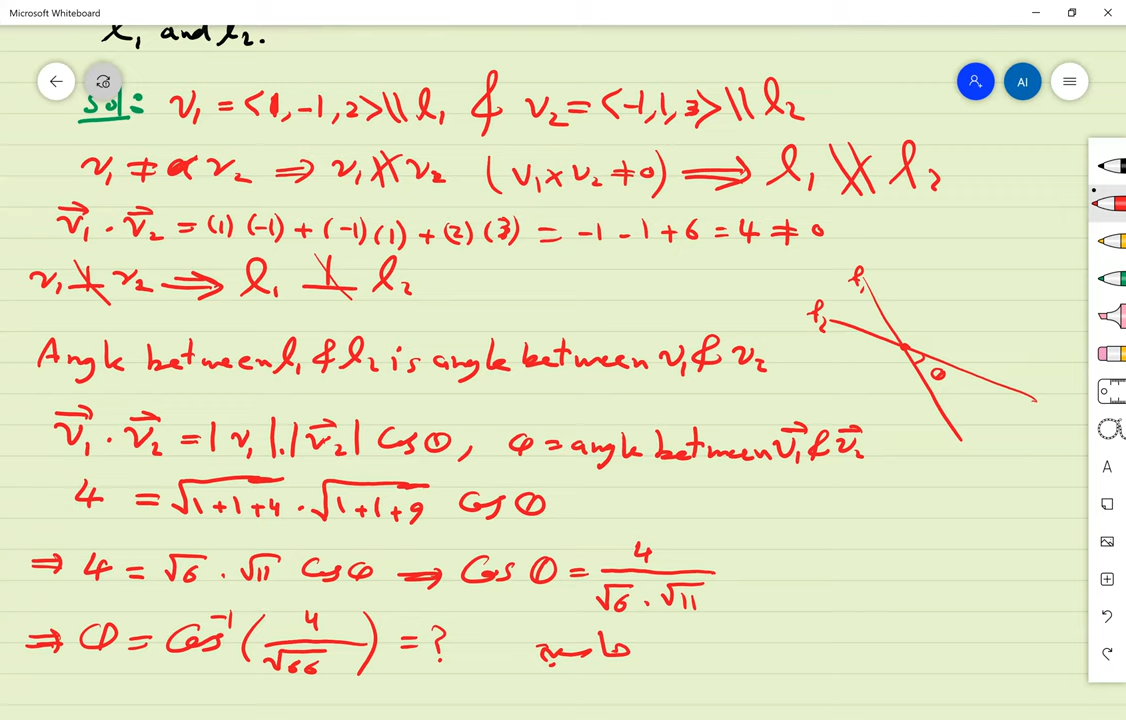 Microsoft Whiteboard
l₁ and l₂.
AI
sol: v₁ = <1, -1, 2> \\ l₁ & v₂ = <-1, 1, 3> \\ l₂
v₁ ≠ α v₂ ⇒ v₁ ∦ v₂ (v₁ × v₂ ≠ 0) ⟹ l₁ ∦ l₂
v⃗₁ · v⃗₂ = (1) (-1) + (-1) (1) + (2) (3) = -1 - 1 + 6 = 4 ≠ 0
v₁ ⊥̸ v₂ ⟹ l₁ ⊥̸ l₂
l₁
l₂
θ
Angle between l₁ & l₂ is angle between v₁ & v₂
v⃗₁ · v⃗₂ = |v₁|.|v⃗₂| Cos θ, θ = angle between v⃗₁ & v⃗₂
4 = √(1+1+4) · √(1+1+9) Cos θ
⇒ 4 = √6 . √11 Cos θ ⟹ Cos θ = 4/(√6 . √11)
⇒ θ = Cos⁻¹ (4/√66) = ?
A